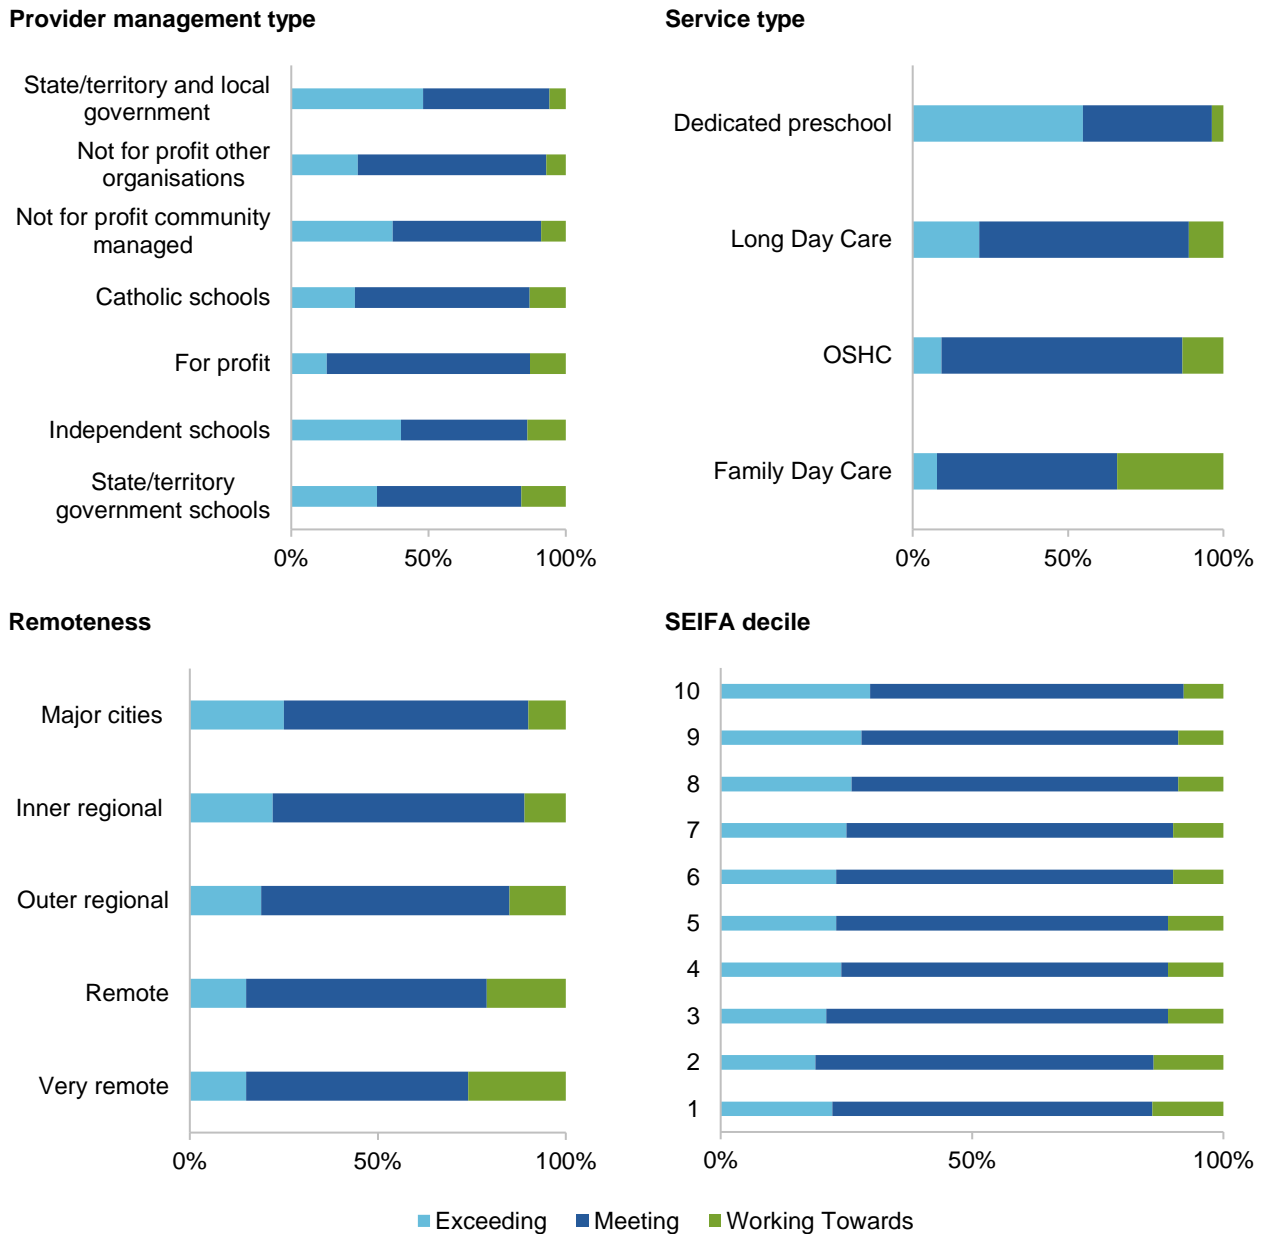 Provider management type
State/territory and local
government
Not for profit other
organisations
Not for profit community
managed
Catholic schools
For profit
Independent schools
State/territory
government schools
0% 50% 100%
Service type
Dedicated preschool
Long Day Care
OSHC
Family Day Care
0% 50% 100%
Remoteness
Major cities
Inner regional
Outer regional
Remote
Very remote
0% 50% 100%
SEIFA decile
10
9
8
7
6
5
4
3
2
1
0% 50% 100%
Exceeding Meeting Working Towards